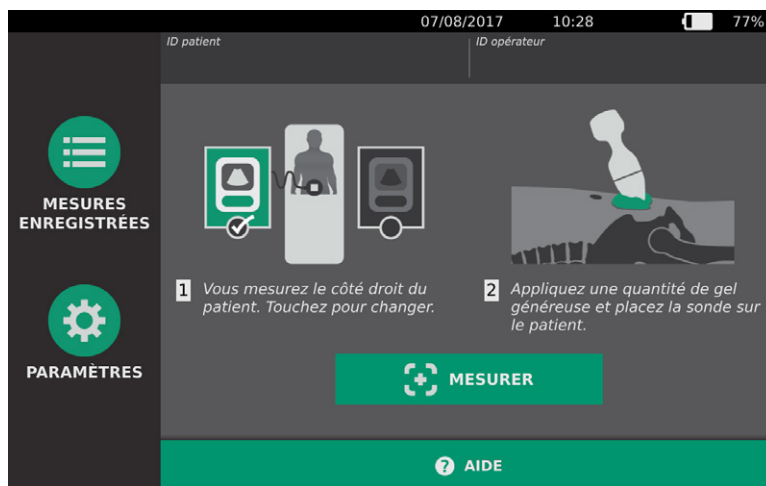 07/08/2017 10:28 77%
ID patient
ID opérateur
MESURES
ENREGISTRÉES
PARAMÈTRES
1 Vous mesurez le côté droit du
patient. Touchez pour changer.
2 Appliquez une quantité de gel
généreuse et placez la sonde sur
le patient.
MESURER
? AIDE